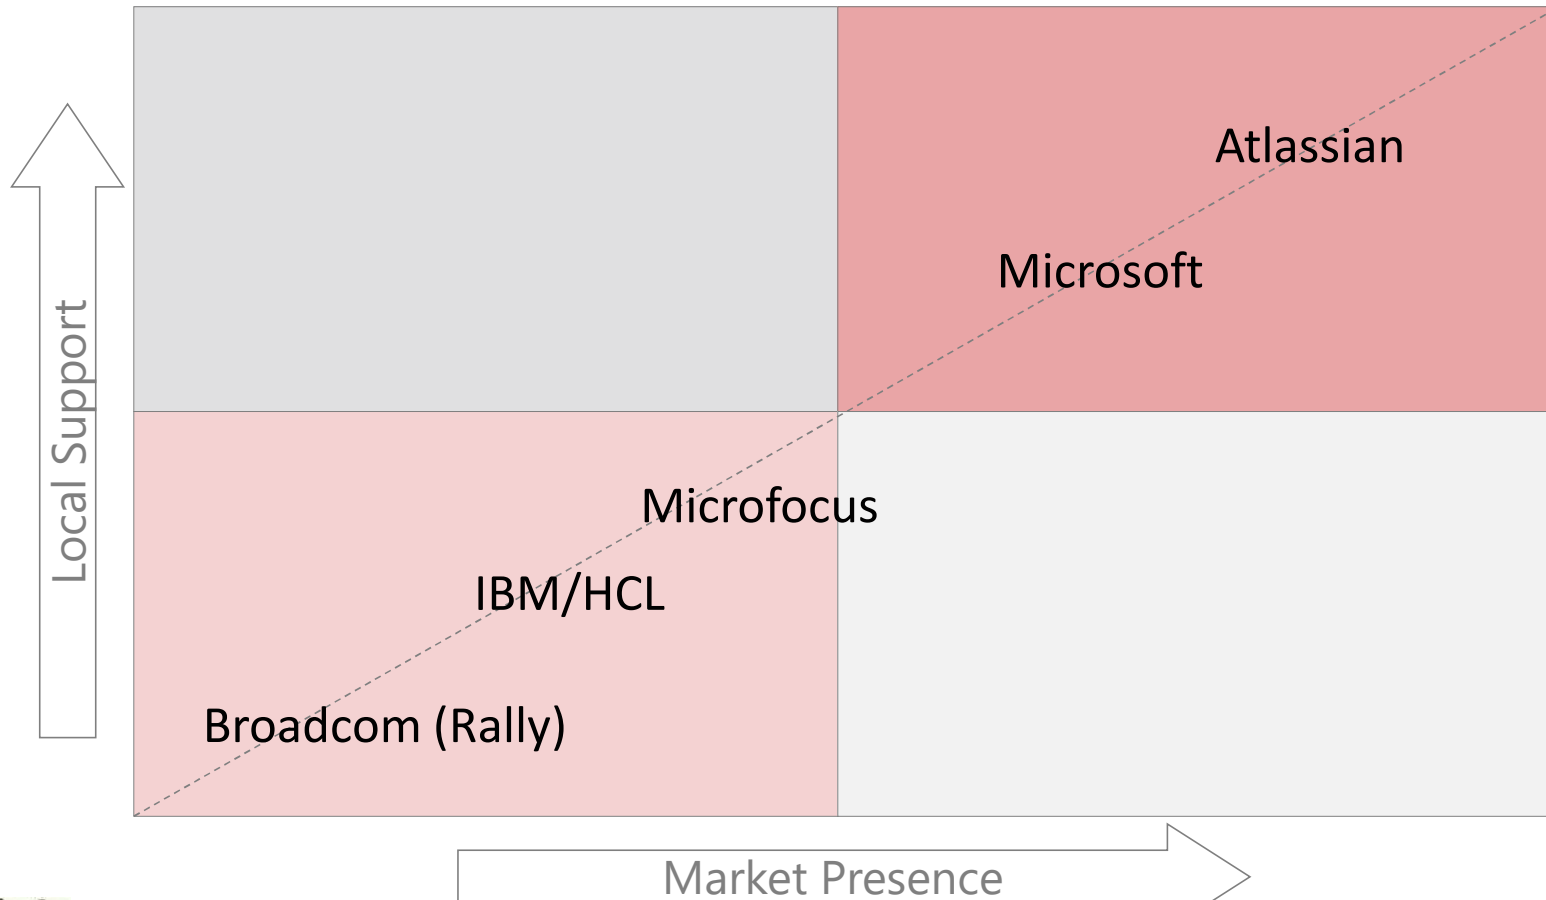 Atlassian
Microsoft
Local Support
Microfocus
IBM/HCL
Broadcom (Rally)
Market Presence